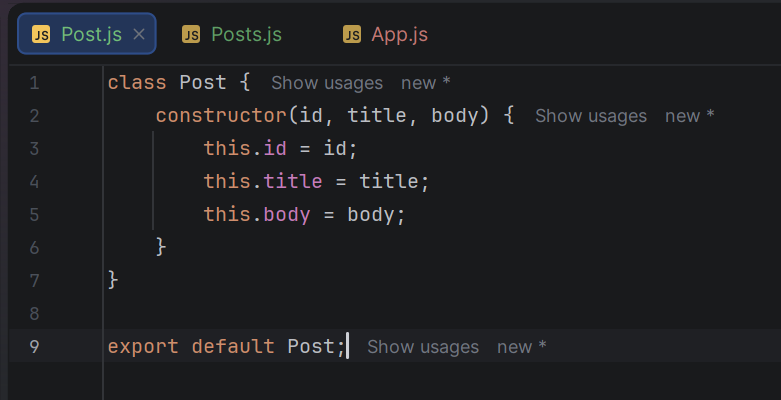 JS Post.js × JS Posts.js JS App.js
1 class Post { Show usages new *
2 constructor(id, title, body) { Show usages new *
3 this.id = id;
4 this.title = title;
5 this.body = body;
6 }
7 }
8
9 export default Post; Show usages new *